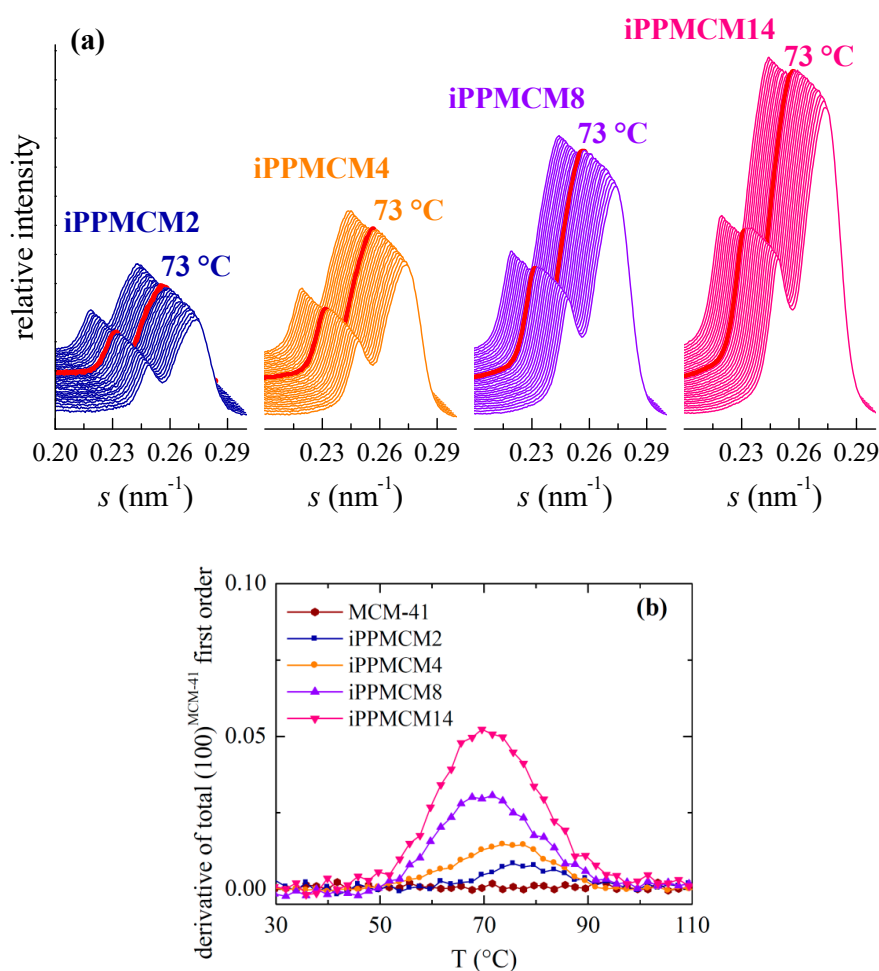 (a)
iPPMCM14
73 °C
iPPMCM8
73 °C
iPPMCM4
73 °C
iPPMCM2
73 °C
relative intensity
0.20 0.23 0.26 0.29
0.23 0.26 0.29
0.23 0.26 0.29
0.23 0.26 0.29
s (nm⁻¹)
s (nm⁻¹)
s (nm⁻¹)
s (nm⁻¹)
(b)
MCM-41
iPPMCM2
iPPMCM4
iPPMCM8
iPPMCM14
derivative of total (100)ᴹᶜᴹ⁻⁴¹ first order
0.10
0.05
0.00
30 50 70 90 110
T (°C)